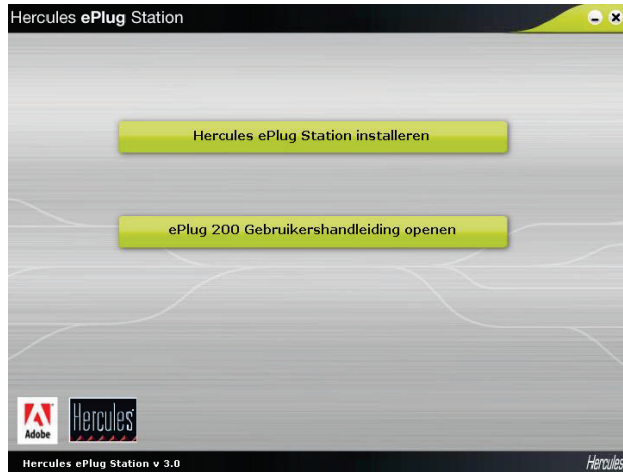 Hercules ePlug Station
Hercules ePlug Station installeren
ePlug 200 Gebruikershandleiding openen
Adobe
Hercules
Hercules ePlug Station v 3.0
Hercules